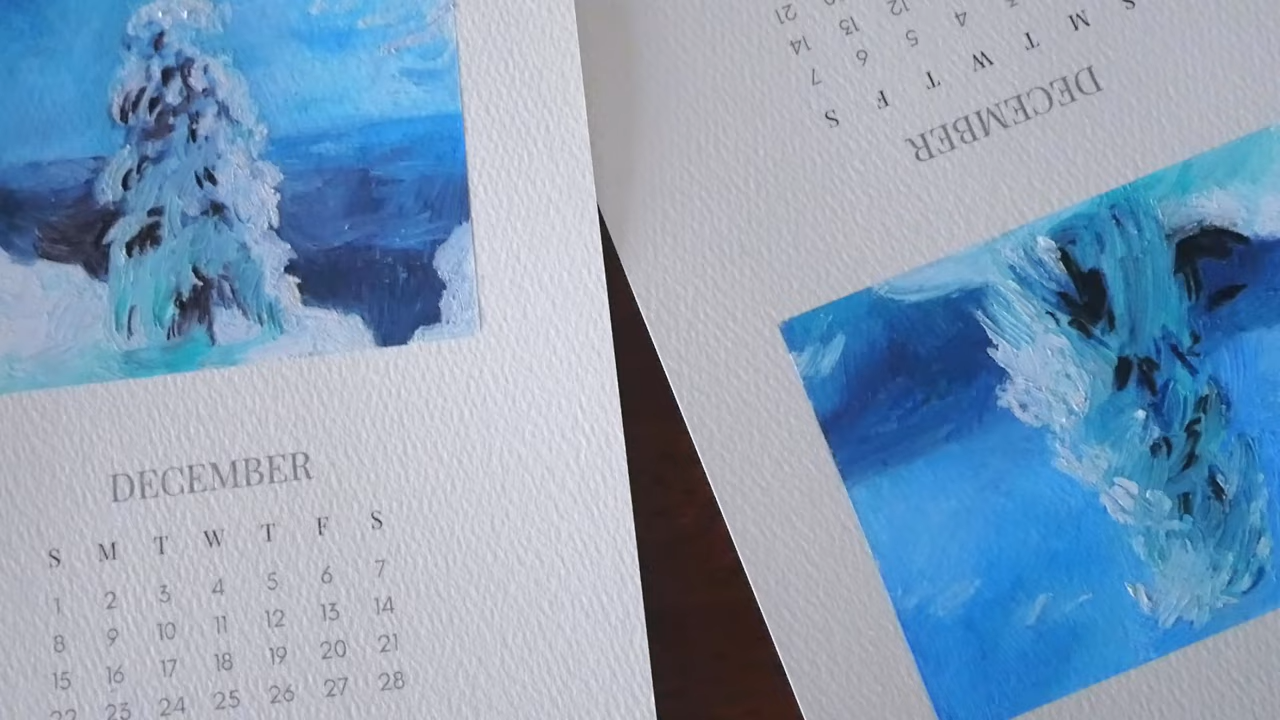 DECEMBER
S M T W T F S
1 2 3 4 5 6 7
8 9 10 11 12 13 14
15 16 17 18 19 20 21
22 23 24 25 26 27 28
DECEMBER
S M T W T F S
3 4 5 6 7
12 13 14
21